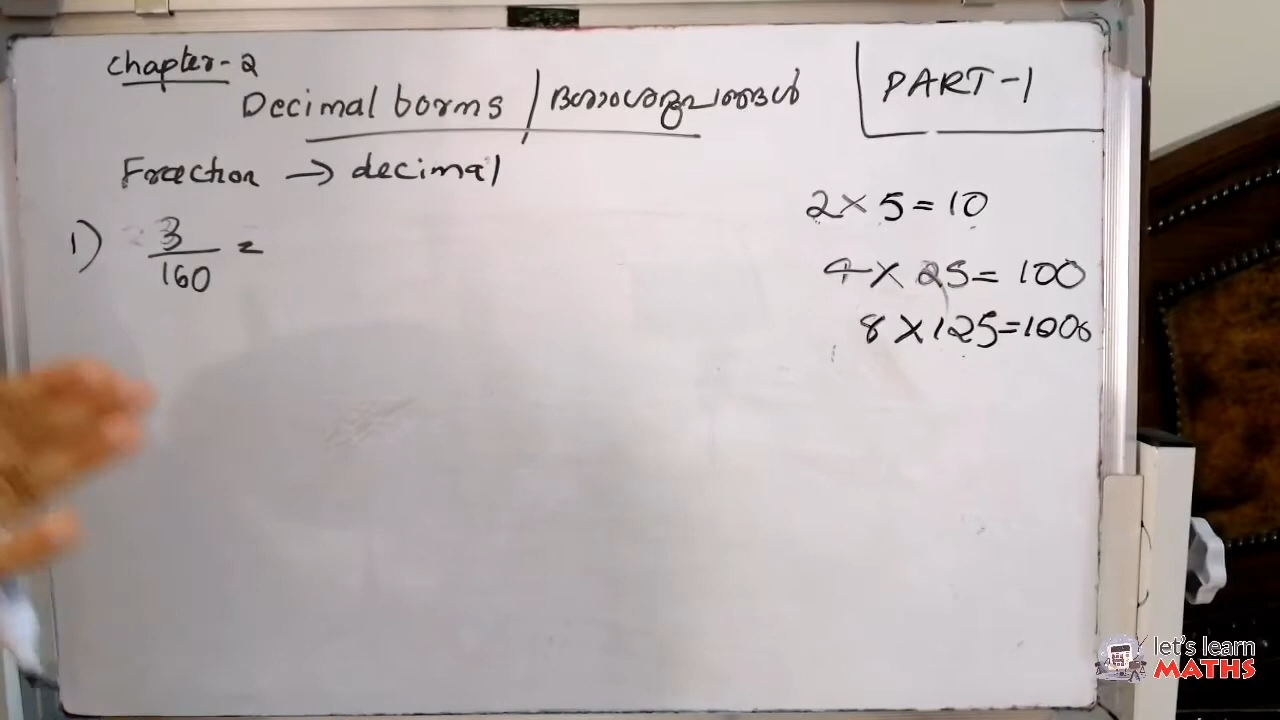 Chapter-2
Decimal forms / ദശാംശരൂപങ്ങൾ
PART-1
Fraction → decimal
1) 3/160 =
2 × 5 = 10
4 × 25 = 100
8 × 125 = 1000
let's learn
MATHS